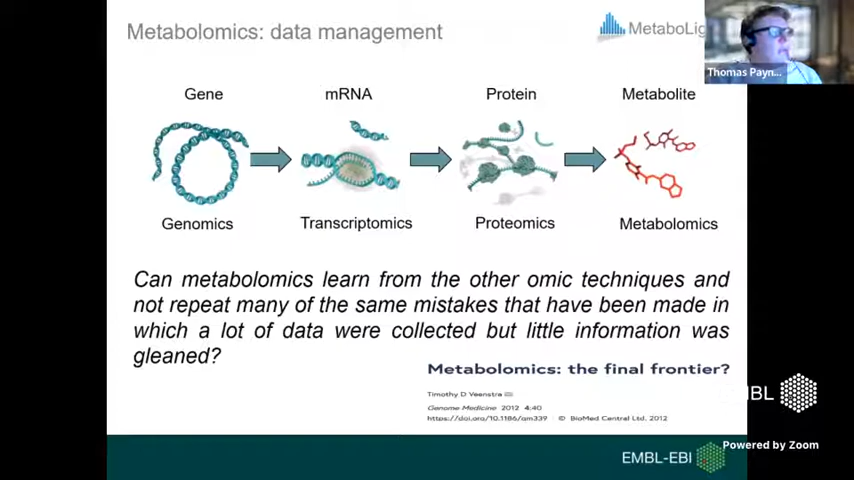 Metabolomics: data management
MetaboLig
Thomas Payn...
Gene
mRNA
Protein
Metabolite
Genomics
Transcriptomics
Proteomics
Metabolomics
Can metabolomics learn from the other omic techniques and
not repeat many of the same mistakes that have been made in
which a lot of data were collected but little information was
gleaned?
Metabolomics: the final frontier?
Timothy D Veenstra
Genome Medicine 2012 4:40
https://doi.org/10.1186/gm339 | © BioMed Central Ltd. 2012
EMBL
Powered by Zoom
EMBL-EBI